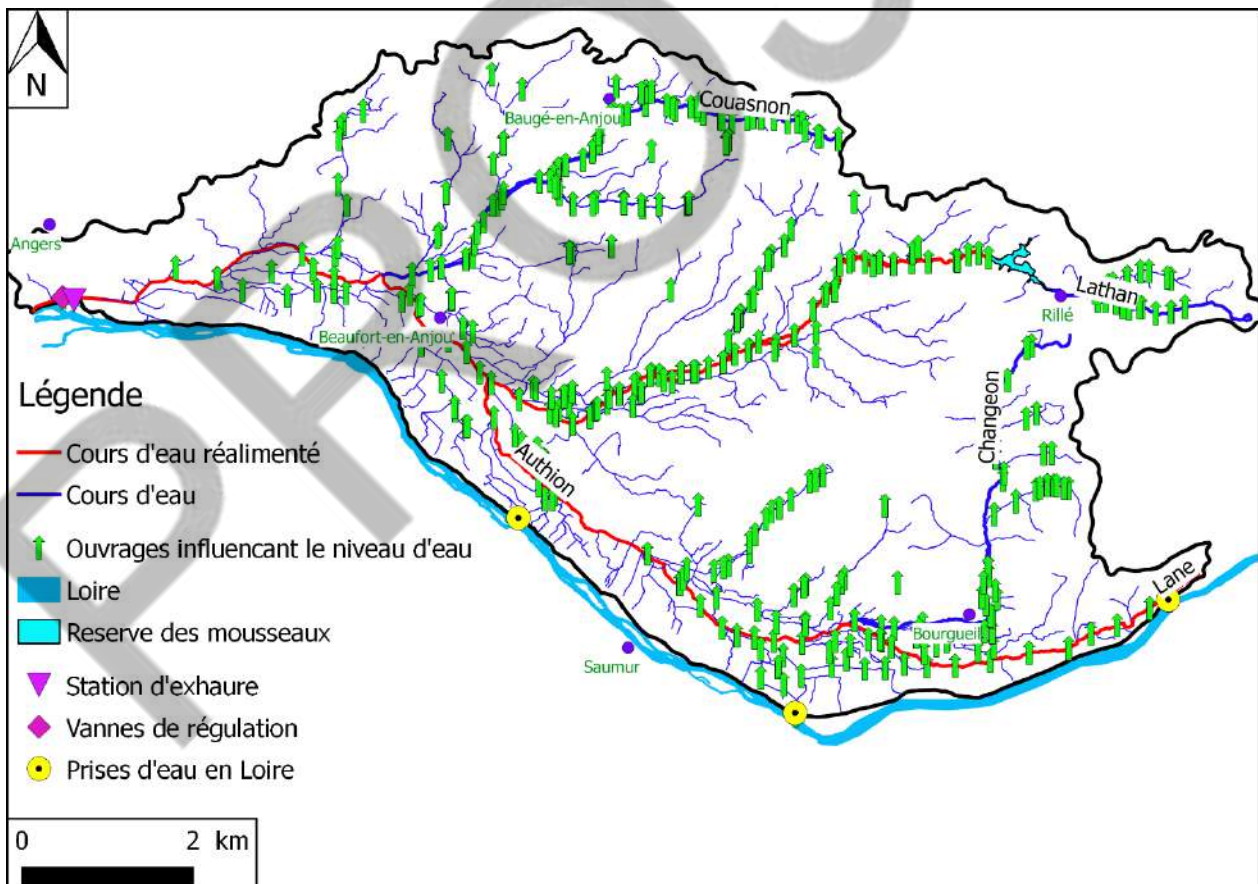 N
Couasnon
Baugé-en-Anjou
Angers
Lathan
Rillé
Beaufort-en-Anjou
Changeon
Authion
Lane
Bourgueil
Saumur
Légende
Cours d'eau réalimenté
Cours d'eau
Ouvrages influencant le niveau d'eau
Loire
Reserve des mousseaux
Station d'exhaure
Vannes de régulation
Prises d'eau en Loire
0 2 km